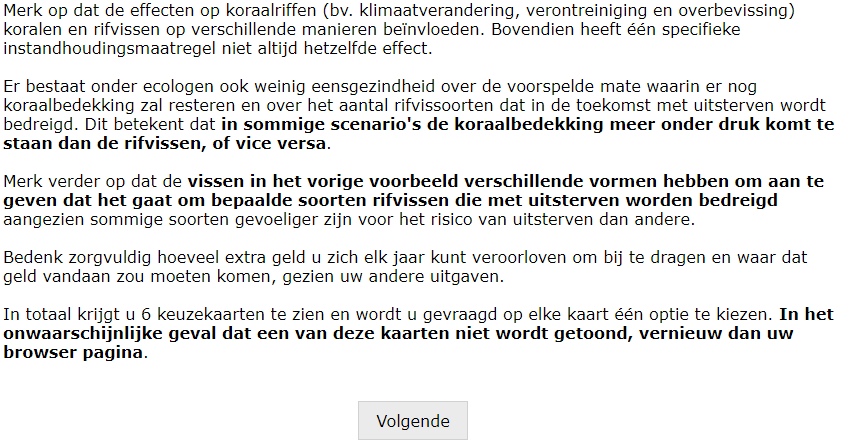 Merk op dat de effecten op koraalriffen (bv. klimaatverandering, verontreiniging en overbevissing)
koralen en rifvissen op verschillende manieren beïnvloeden. Bovendien heeft één specifieke
instandhoudingsmaatregel niet altijd hetzelfde effect.
Er bestaat onder ecologen ook weinig eensgezindheid over de voorspelde mate waarin er nog
koraalbedekking zal resteren en over het aantal rifvissoorten dat in de toekomst met uitsterven wordt
bedreigd. Dit betekent dat in sommige scenario's de koraalbedekking meer onder druk komt te
staan dan de rifvissen, of vice versa.
Merk verder op dat de vissen in het vorige voorbeeld verschillende vormen hebben om aan te
geven dat het gaat om bepaalde soorten rifvissen die met uitsterven worden bedreigd
aangezien sommige soorten gevoeliger zijn voor het risico van uitsterven dan andere.
Bedenk zorgvuldig hoeveel extra geld u zich elk jaar kunt veroorloven om bij te dragen en waar dat
geld vandaan zou moeten komen, gezien uw andere uitgaven.
In totaal krijgt u 6 keuzekaarten te zien en wordt u gevraagd op elke kaart één optie te kiezen. In het
onwaarschijnlijke geval dat een van deze kaarten niet wordt getoond, vernieuw dan uw
browser pagina.
Volgende